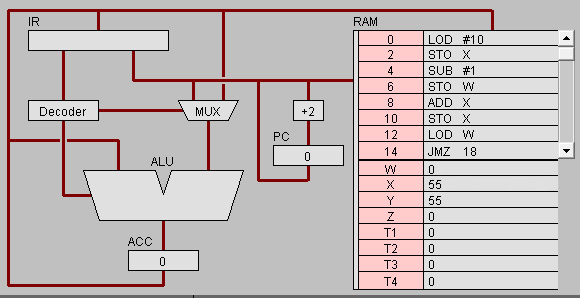 IR
RAM
0 LOD #10
2 STO X
4 SUB #1
6 STO W
8 ADD X
10 STO X
12 LOD W
14 JMZ 18
W 0
X 55
Y 55
Z 0
T1 0
T2 0
T3 0
T4 0
Decoder
MUX
+2
PC
0
ALU
ACC
0